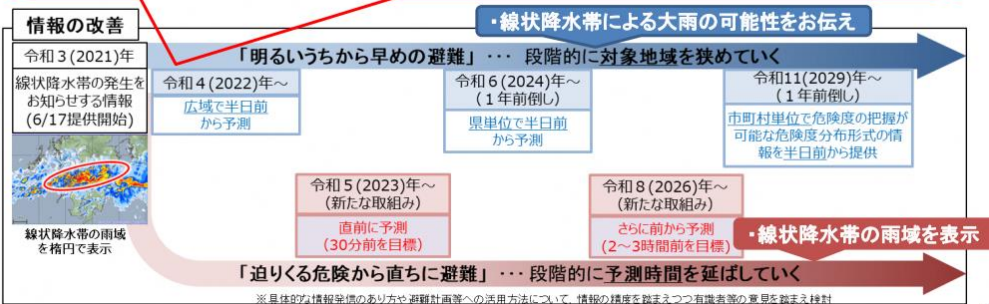 情報の改善
・線状降水帯による大雨の可能性をお伝え
令和3(2021)年
「明るいうちから早めの避難」･･･ 段階的に対象地域を狭めていく
線状降水帯の発生を
お知らせする情報
(6/17提供開始)
令和4(2022)年～
広域で半日前
から予測
令和6(2024)年～
(1年前倒し)
県単位で半日前
から予測
令和11(2029)年～
(1年前倒し)
市町村単位で危険度の把握が
可能な危険度分布形式の情
報を半日前から提供
線状降水帯の雨域
を楕円で表示
令和5(2023)年～
(新たな取組み)
直前に予測
(30分前を目標)
令和8(2026)年～
(新たな取組み)
さらに前から予測
(2～3時間前を目標)
・線状降水帯の雨域を表示
「迫りくる危険から直ちに避難」･･･ 段階的に予測時間を延ばしていく
※具体的な情報発信のあり方や避難計画等への活用方法について、情報の精度を踏まえつつ有識者等の意見を踏まえ検討